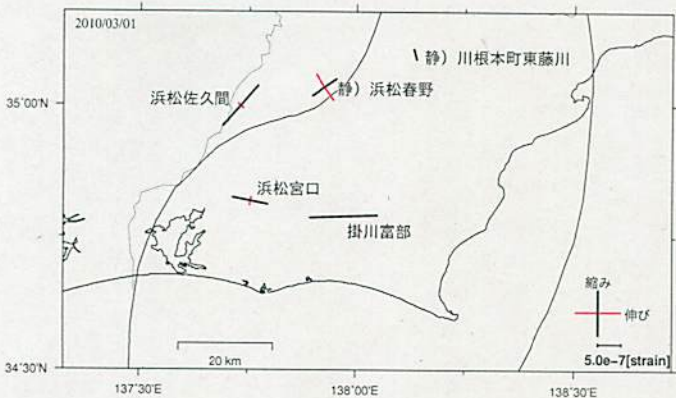 2010/03/01
静）川根本町東藤川
35°00'N
浜松佐久間
静）浜松春野
浜松宮口
掛川富部
縮み
伸び
20 km
5.0e-7[strain]
34°30'N
137°30'E
138°00'E
138°30'E